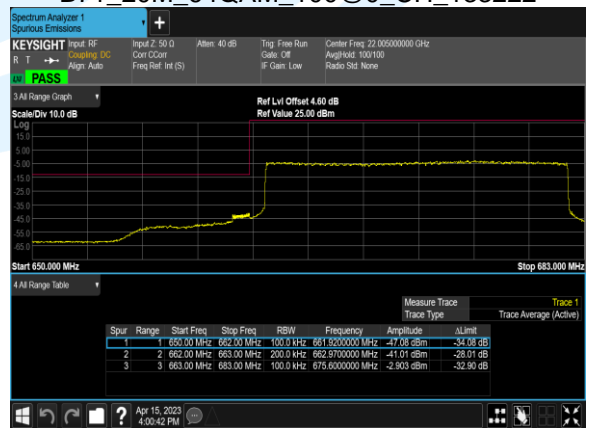 Spectrum Analyzer 1
Spurious Emissions
KEYSIGHT Input: RF Input Z: 50 Ω Atten: 40 dB Trig: Free Run Center Freq: 22.005000000 GHz
R T Coupling: DC Corr CCorr Gate: Off Avg|Hold: 100/100
Align: Auto Freq Ref: Int (S) IF Gain: Low Radio Std: None
PASS
3 All Range Graph
Ref Lvl Offset 4.60 dB
Scale/Div 10.0 dB Ref Value 25.00 dBm
Log
15.0
5.00
-5.00
-15.0
-25.0
-35.0
-45.0
-55.0
-65.0
Start 650.000 MHz Stop 683.000 MHz
4 All Range Table
Measure Trace Trace 1
Trace Type Trace Average (Active)
Spur Range Start Freq Stop Freq RBW Frequency Amplitude ΔLimit
1 1 650.00 MHz 662.00 MHz 100.0 kHz 661.9200000 MHz -47.08 dBm -34.08 dB
2 2 662.00 MHz 663.00 MHz 200.0 kHz 662.9700000 MHz -41.01 dBm -28.01 dB
3 3 663.00 MHz 683.00 MHz 100.0 kHz 675.6000000 MHz -2.903 dBm -32.90 dB
? Apr 15, 2023
4:00:42 PM